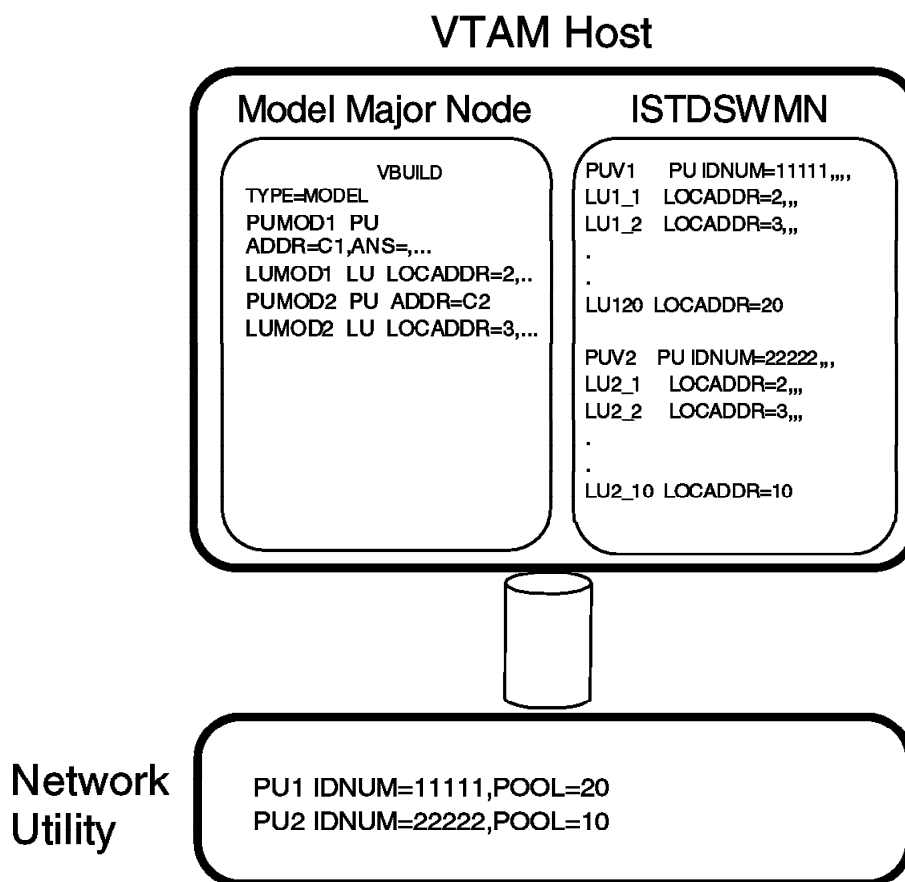 VTAM Host
Model Major Node
VBUILD
TYPE=MODEL
PUMOD1 PU
ADDR=C1,ANS=,...
LUMOD1 LU LOCADDR=2,..
PUMOD2 PU ADDR=C2
LUMOD2 LU LOCADDR=3,...
ISTDSWMN
PUV1 PU IDNUM=11111,,,,
LU1_1 LOCADDR=2,,,
LU1_2 LOCADDR=3,,,
.
.
LU120 LOCADDR=20
PUV2 PU IDNUM=22222,,,
LU2_1 LOCADDR=2,,,
LU2_2 LOCADDR=3,,,
.
.
LU2_10 LOCADDR=10
Network
Utility
PU1 IDNUM=11111,POOL=20
PU2 IDNUM=22222,POOL=10